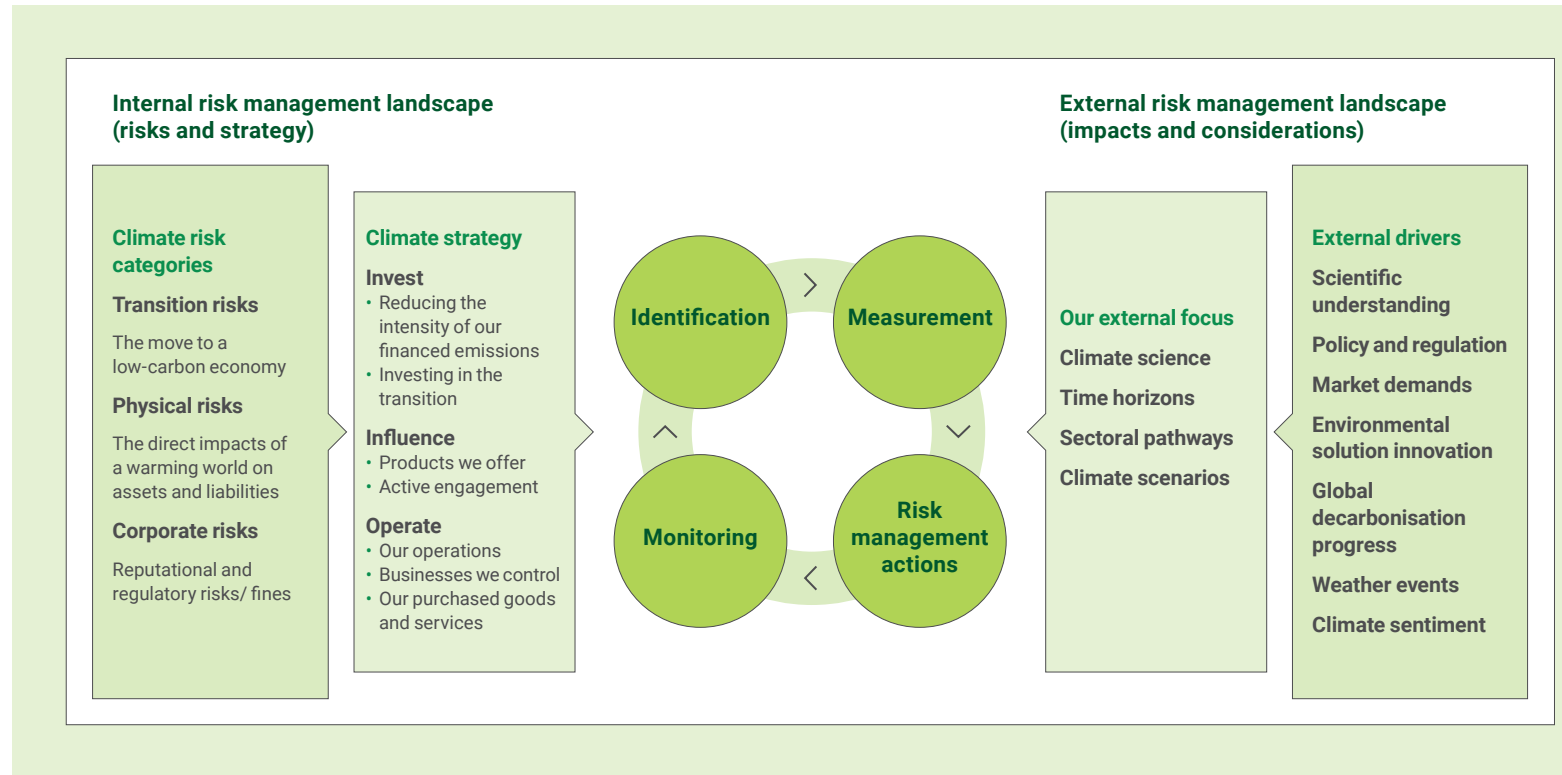 Internal risk management landscape
(risks and strategy)
Climate risk
categories
Transition risks
The move to a
low-carbon economy
Physical risks
The direct impacts of
a warming world on
assets and liabilities
Corporate risks
Reputational and
regulatory risks/ fines
Climate strategy
Invest
• Reducing the
intensity of our
financed emissions
• Investing in the
transition
Influence
• Products we offer
• Active engagement
Operate
• Our operations
• Businesses we control
• Our purchased goods
and services
Identification
Measurement
Monitoring
Risk
management
actions
External risk management landscape
(impacts and considerations)
Our external focus
Climate science
Time horizons
Sectoral pathways
Climate scenarios
External drivers
Scientific
understanding
Policy and regulation
Market demands
Environmental
solution innovation
Global
decarbonisation
progress
Weather events
Climate sentiment